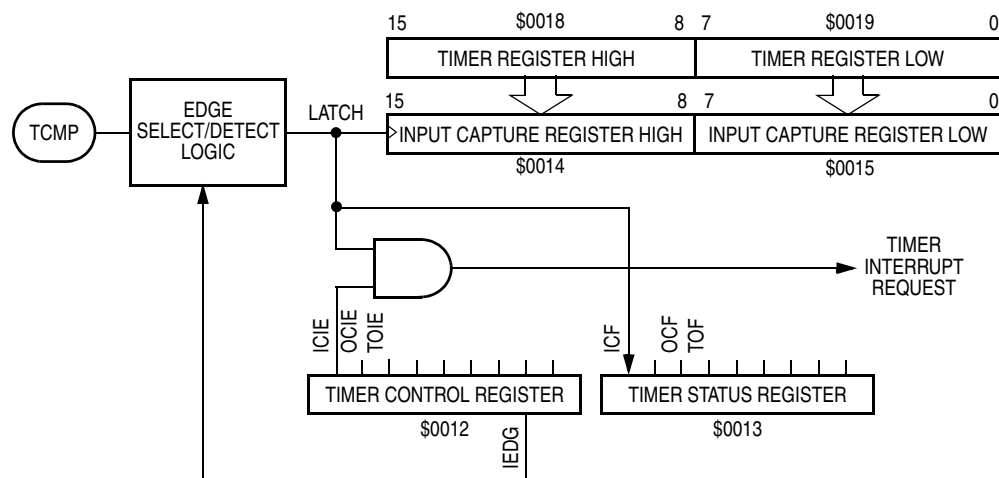 15 $0018 8 7 $0019 0
TIMER REGISTER HIGH TIMER REGISTER LOW
15 8 7 0
TCMP
EDGE
SELECT/DETECT
LOGIC
LATCH
INPUT CAPTURE REGISTER HIGH INPUT CAPTURE REGISTER LOW
$0014 $0015
TIMER
INTERRUPT
REQUEST
ICIE
OCIE
TOIE
ICF
OCF
TOF
TIMER CONTROL REGISTER TIMER STATUS REGISTER
$0012 $0013
IEDG